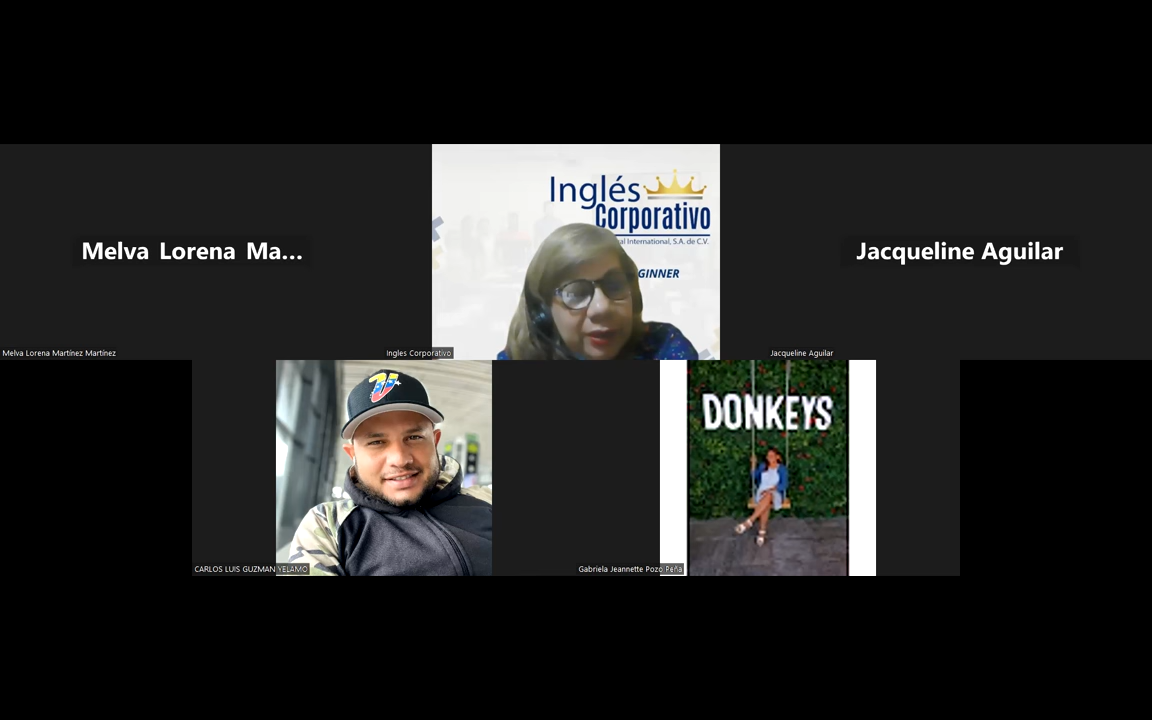 Melva Lorena Ma...
Melva Lorena Martínez Martínez
Inglés
Corporativo
al International, S.A. de C.V.
GINNER
Ingles Corporativo
Jacqueline Aguilar
Jacqueline Aguilar
CARLOS LUIS GUZMAN YELAMO
DONKEYS
Gabriela Jeannette Pozo Peña